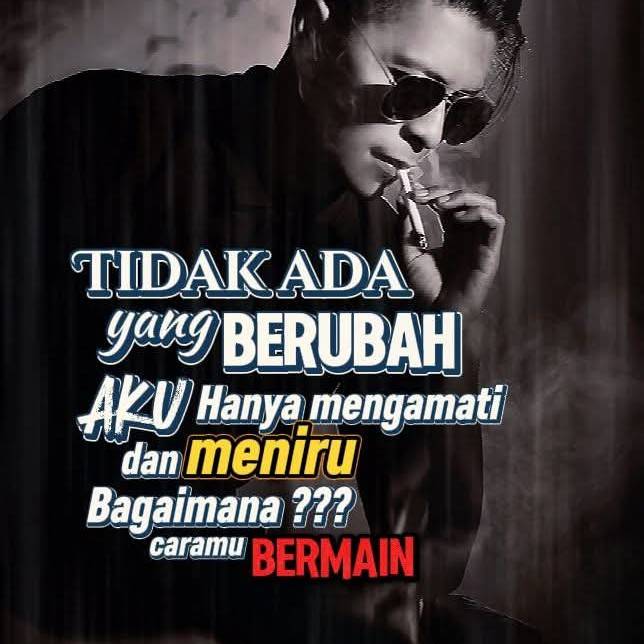 TIDAK ADA
yang BERUBAH
AKU Hanya mengamati
dan meniru
Bagaimana ???
caramu BERMAIN